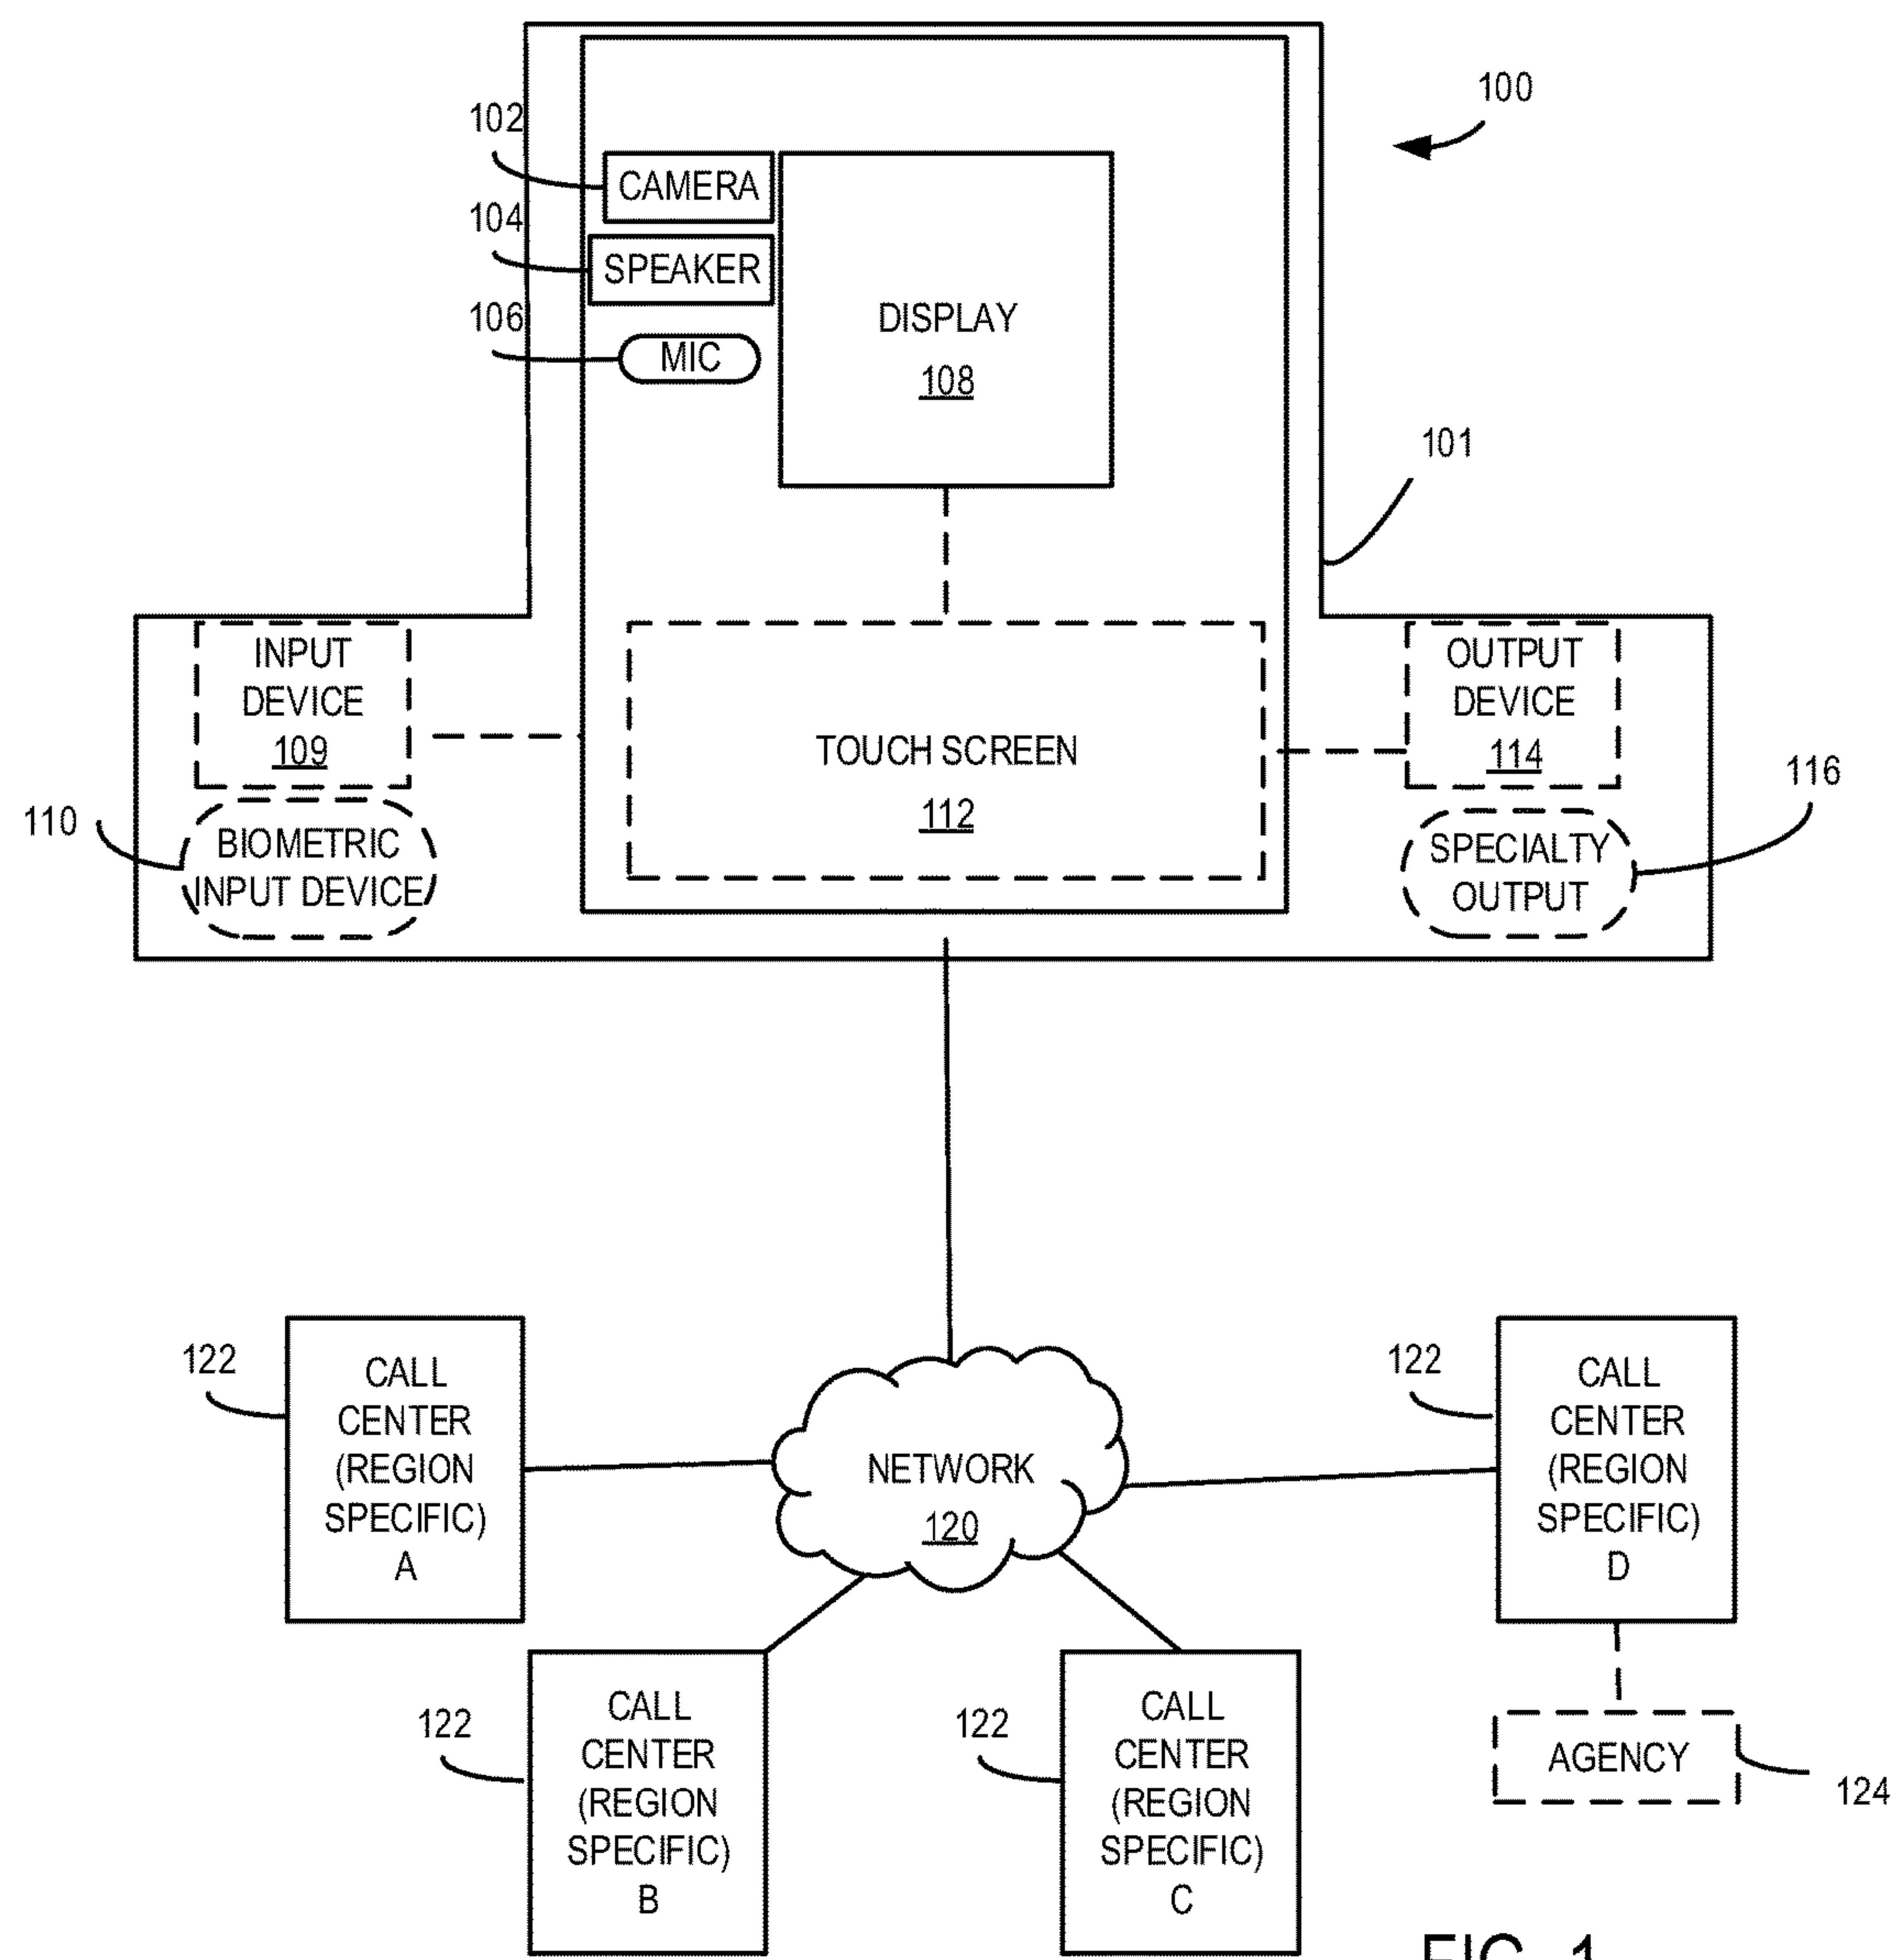 100
102
CAMERA
104
SPEAKER
106
MIC
DISPLAY
108
101
INPUT
DEVICE
109
110
BIOMETRIC
INPUT DEVICE
TOUCH SCREEN
112
OUTPUT
DEVICE
114
116
SPECIALTY
OUTPUT
122
CALL
CENTER
(REGION
SPECIFIC)
A
NETWORK
120
122
CALL
CENTER
(REGION
SPECIFIC)
D
122
CALL
CENTER
(REGION
SPECIFIC)
B
122
CALL
CENTER
(REGION
SPECIFIC)
C
AGENCY
124
FIG. 1